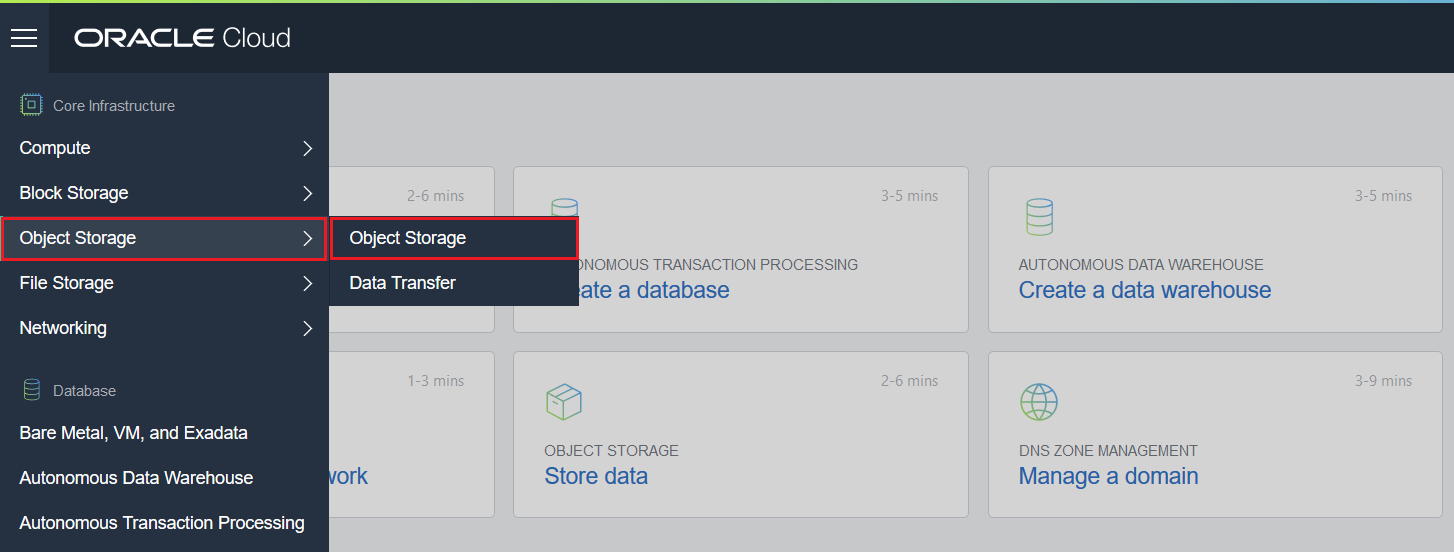 ORACLE Cloud
Core Infrastructure
Compute
Block Storage
Object Storage
File Storage
Networking
Database
Bare Metal, VM, and Exadata
Autonomous Data Warehouse
Autonomous Transaction Processing
Object Storage
Data Transfer
2-6 mins
3-5 mins
TRANSACTION PROCESSING
a database
3-5 mins
AUTONOMOUS DATA WAREHOUSE
Create a data warehouse
1-3 mins
2-6 mins
OBJECT STORAGE
Store data
3-9 mins
DNS ZONE MANAGEMENT
Manage a domain